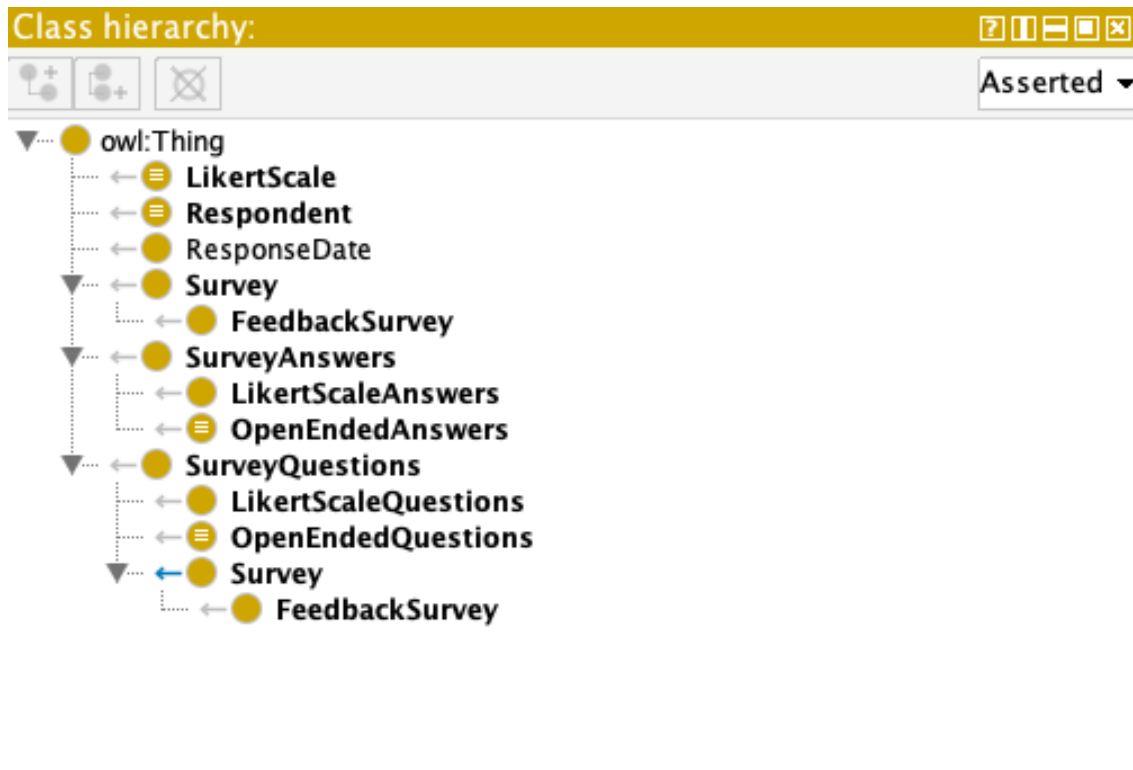 Class hierarchy:
Asserted
owl:Thing
LikertScale
Respondent
ResponseDate
Survey
FeedbackSurvey
SurveyAnswers
LikertScaleAnswers
OpenEndedAnswers
SurveyQuestions
LikertScaleQuestions
OpenEndedQuestions
Survey
FeedbackSurvey